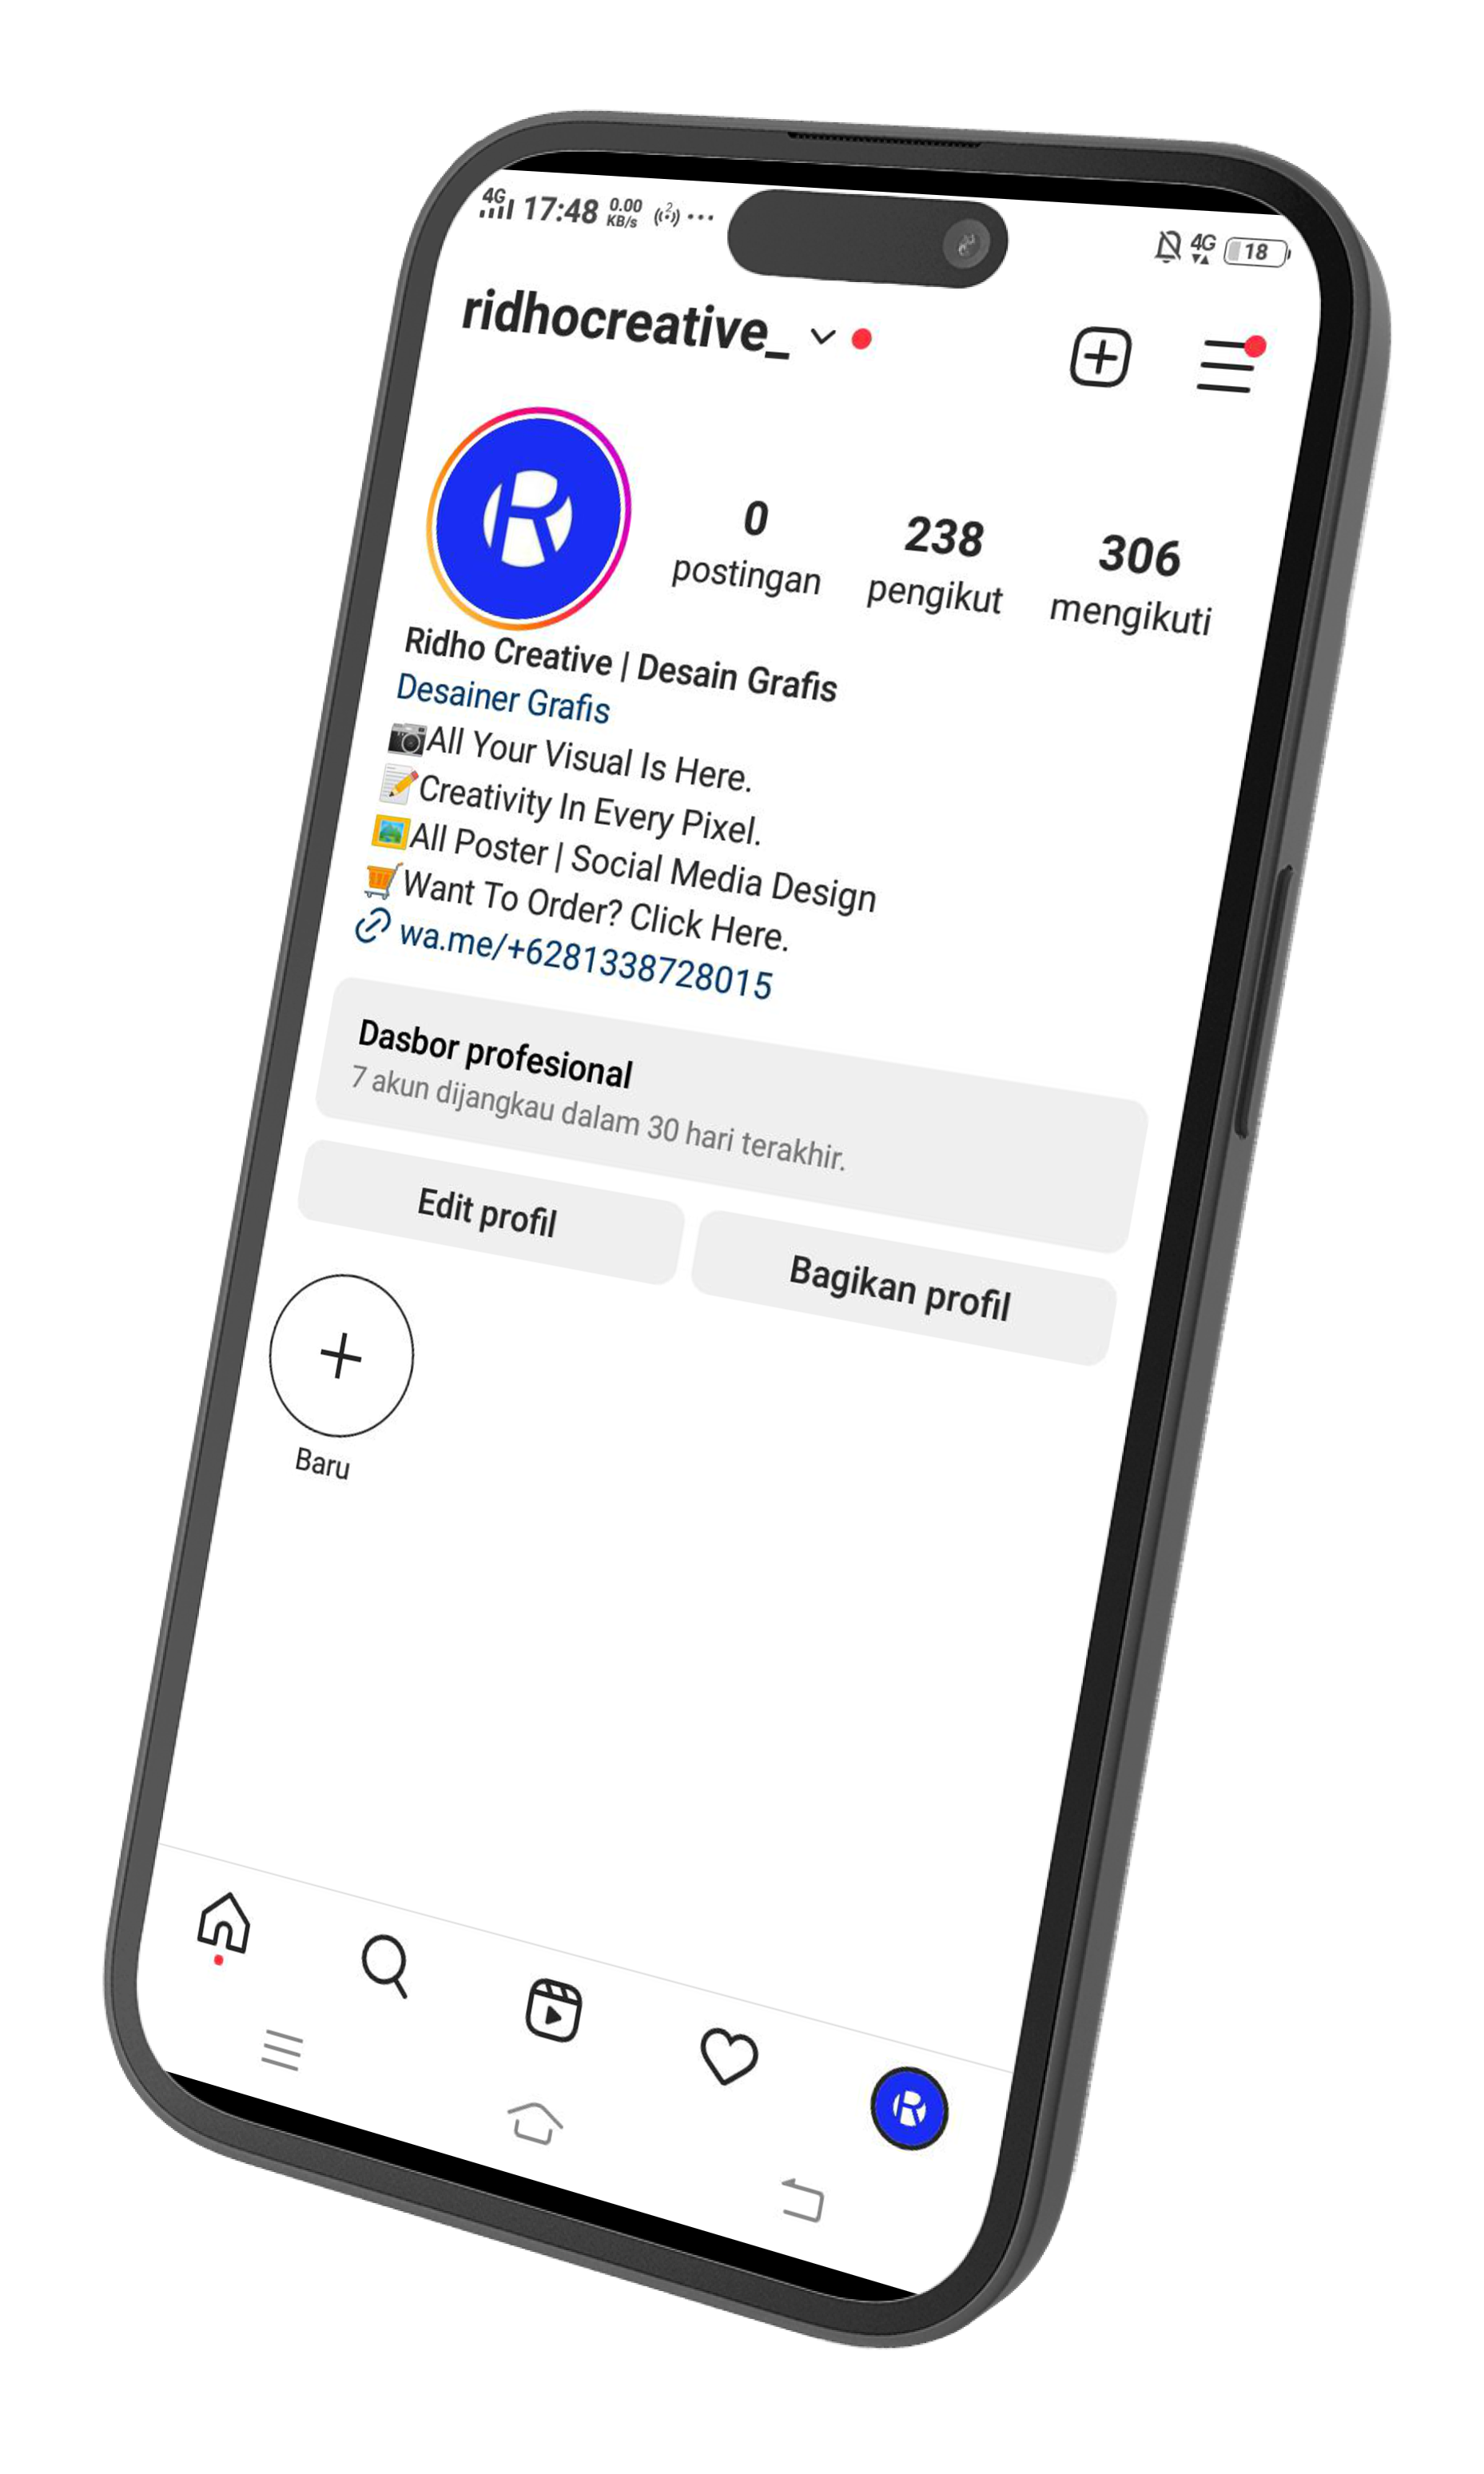 4G 17:48 0.00 KB/s 2 ... 4G 18
ridhocreative_
0 238 306
postingan pengikut mengikuti
Ridho Creative | Desain Grafis
Desainer Grafis
📷All Your Visual Is Here.
📝Creativity In Every Pixel.
🖼️All Poster | Social Media Design
🛒Want To Order? Click Here.
wa.me/+6281338728015
Dasbor profesional
7 akun dijangkau dalam 30 hari terakhir.
Edit profil Bagikan profil
Baru